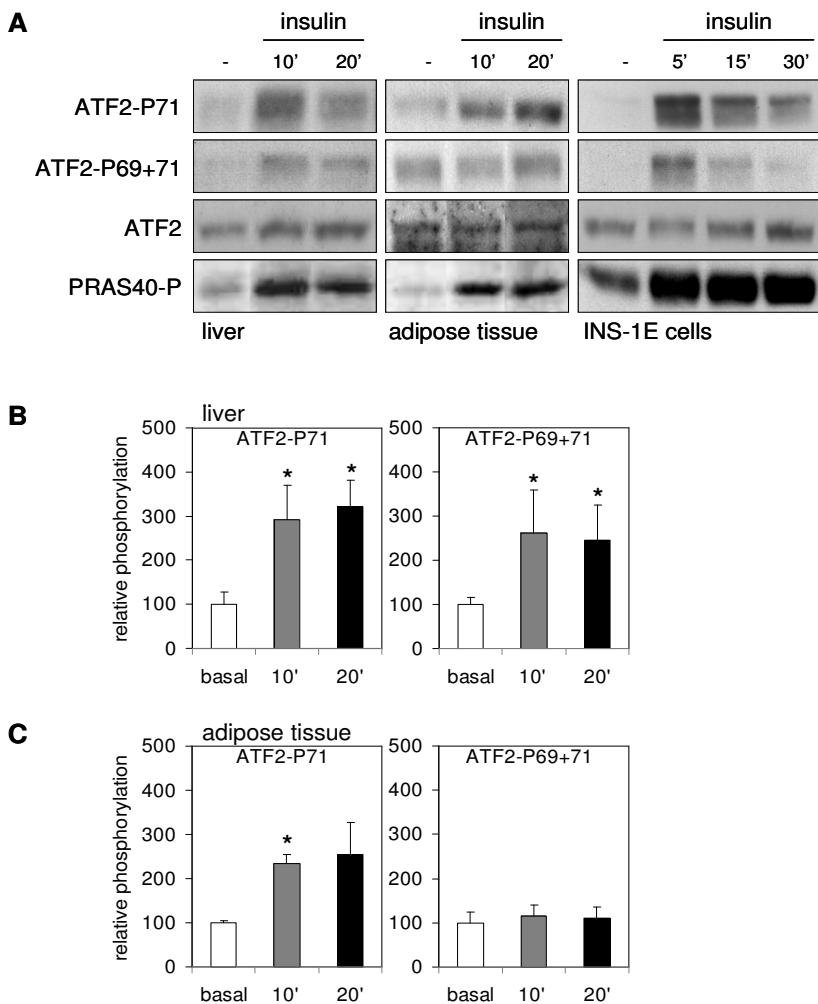 A
insulin insulin insulin
- 10’ 20’ - 10’ 20’ - 5’ 15’ 30’
ATF2-P71
ATF2-P69+71
ATF2
PRAS40-P
liver adipose tissue INS-1E cells
B
liver
ATF2-P71 ATF2-P69+71
relative phosphorylation
500 500
400 400
* * * *
300 300
200 200
100 100
0 0
basal 10' 20' basal 10' 20'
C
adipose tissue
ATF2-P71 ATF2-P69+71
relative phosphorylation
500 500
400 400
300 300
*
200 200
100 100
0 0
basal 10' 20' basal 10' 20'